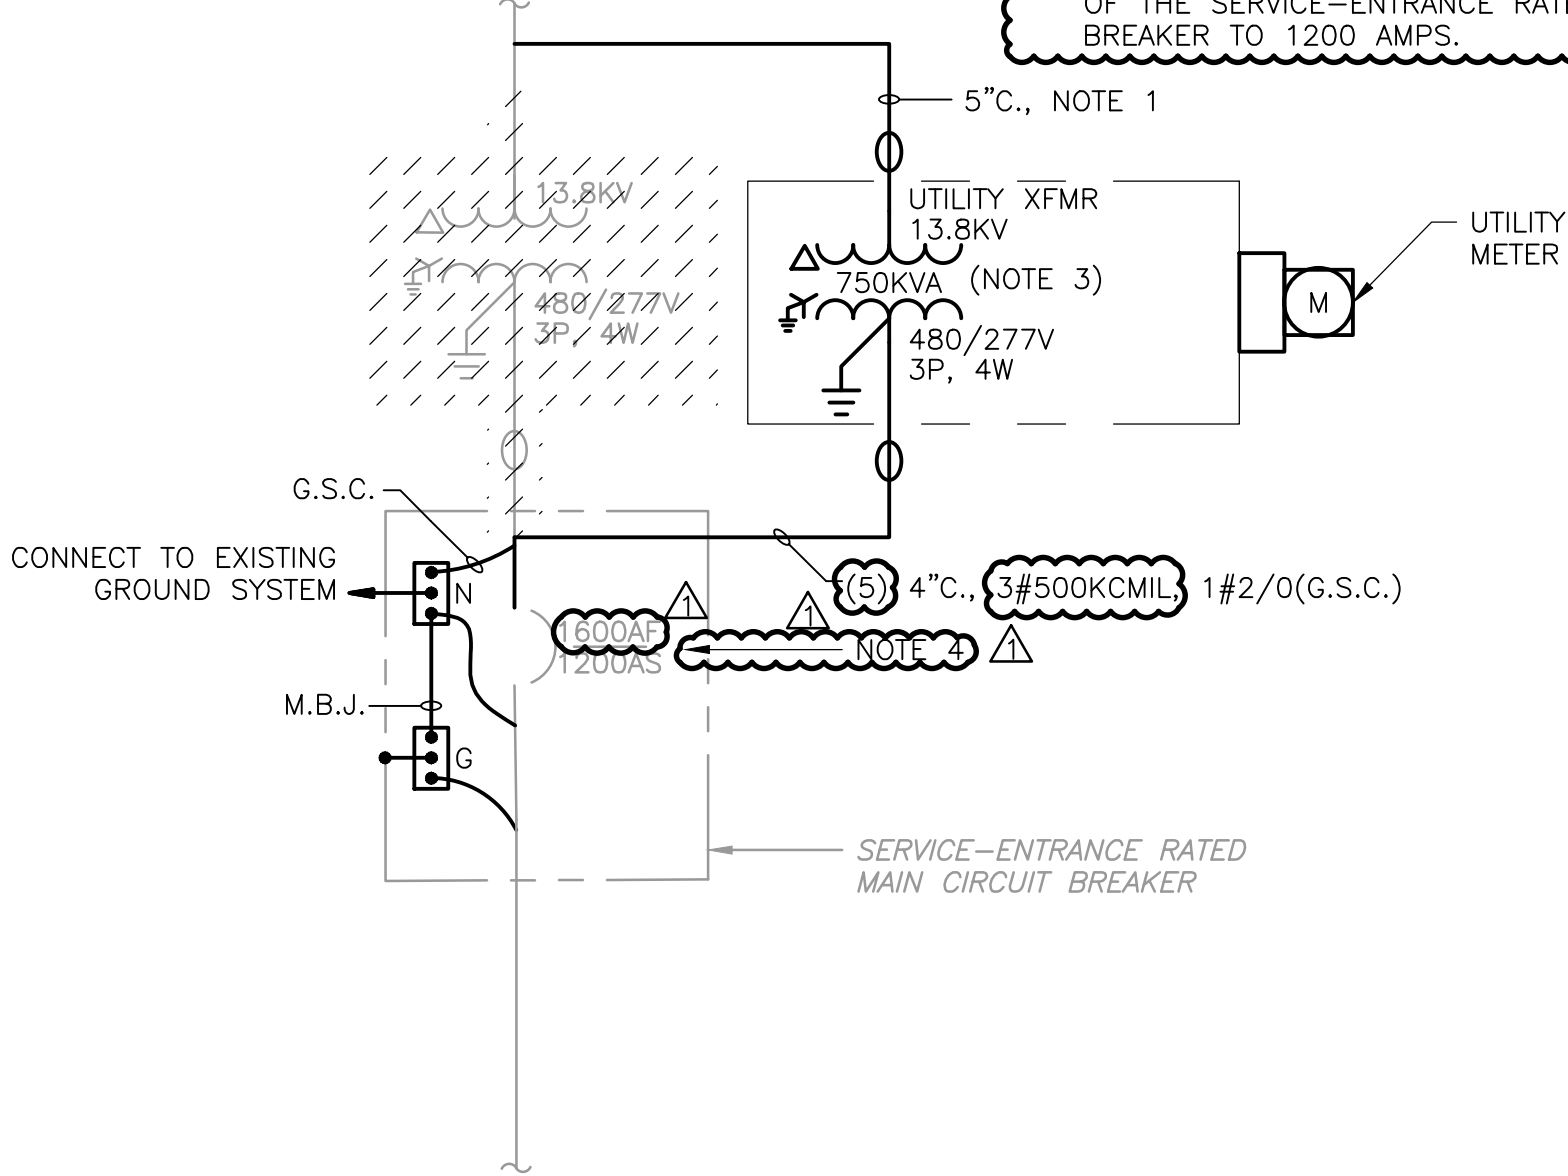 OF THE SERVICE-ENTRANCE RATE
BREAKER TO 1200 AMPS.
5"C., NOTE 1
13.8KV
UTILITY XFMR
13.8KV
UTILITY
METER
750KVA (NOTE 3)
480/277V
3P, 4W
M
480/277V
3P, 4W
G.S.C.
CONNECT TO EXISTING
GROUND SYSTEM
N
(5) 4"C., 3#500KCMIL, 1#2/0(G.S.C.)
1
1
1600AF
1200AS
NOTE 4
1
M.B.J.
G
SERVICE-ENTRANCE RATED
MAIN CIRCUIT BREAKER